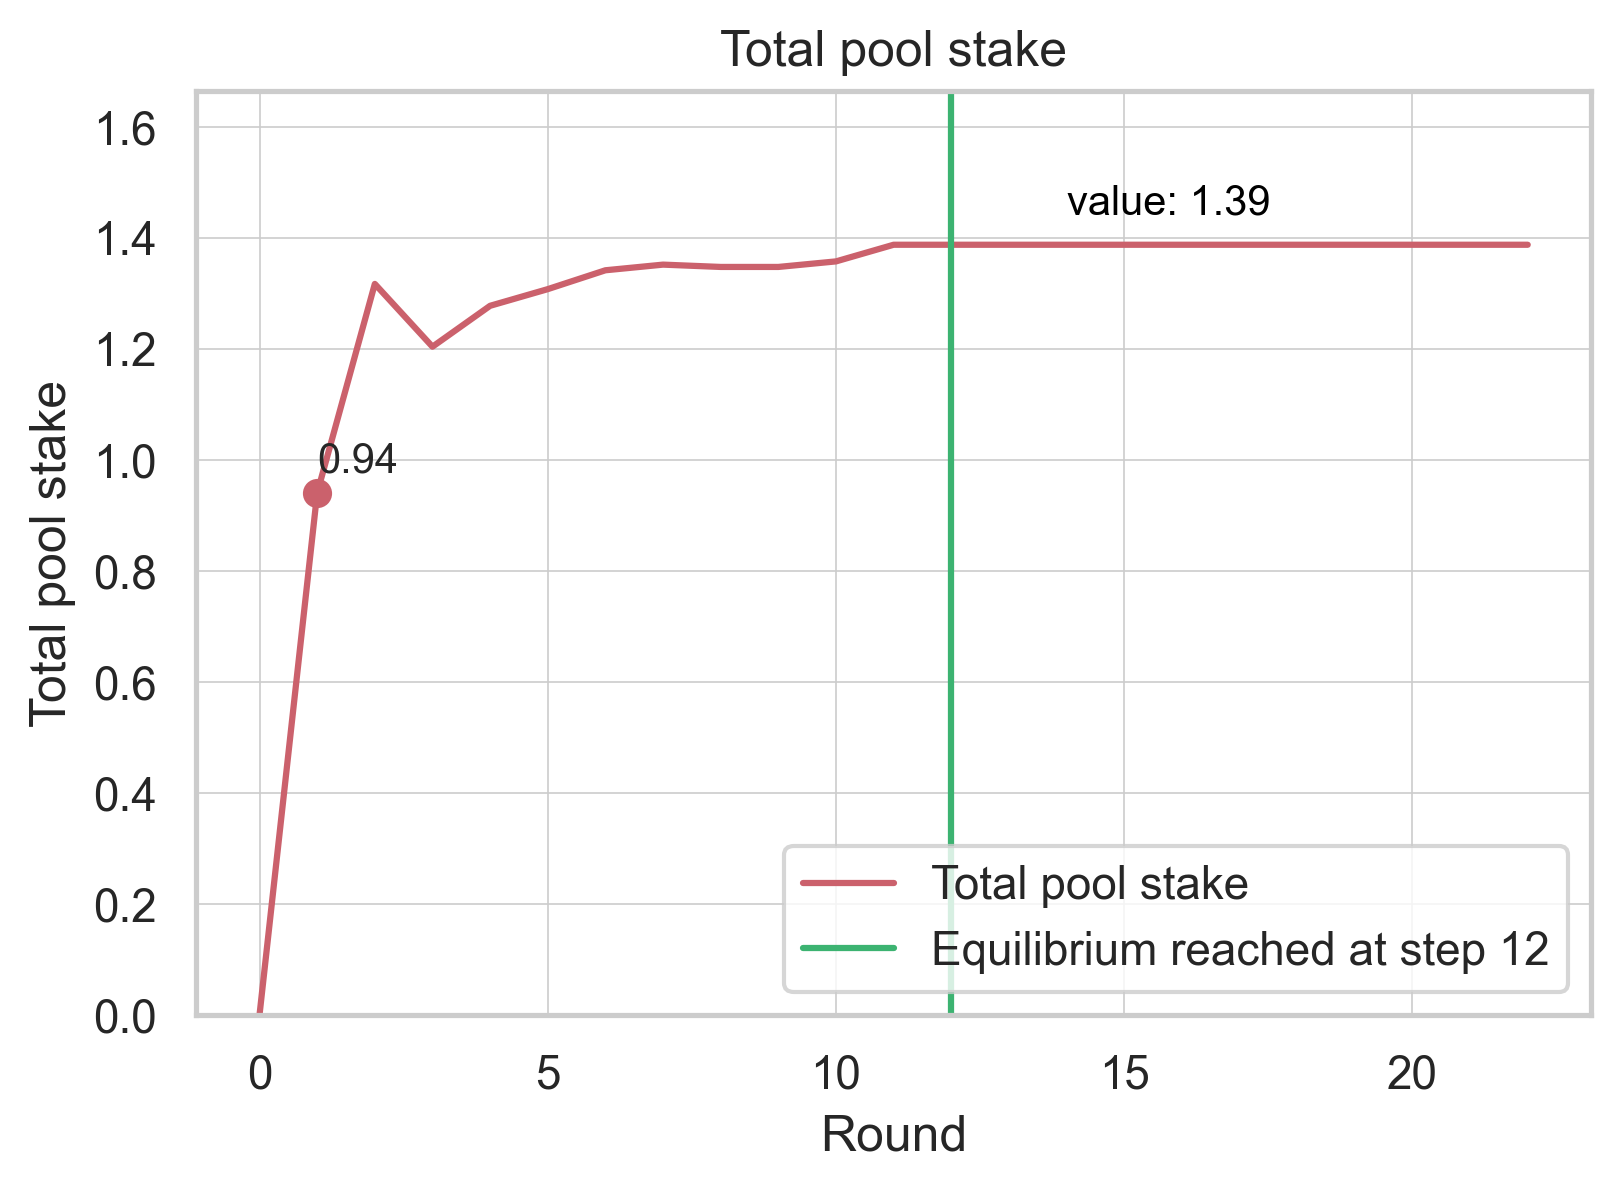 Total pool stake
1.6
1.4
1.2
1.0
0.8
0.6
0.4
0.2
0.0
Total pool stake
value: 1.39
0.94
Total pool stake
Equilibrium reached at step 12
0 5 10 15 20
Round